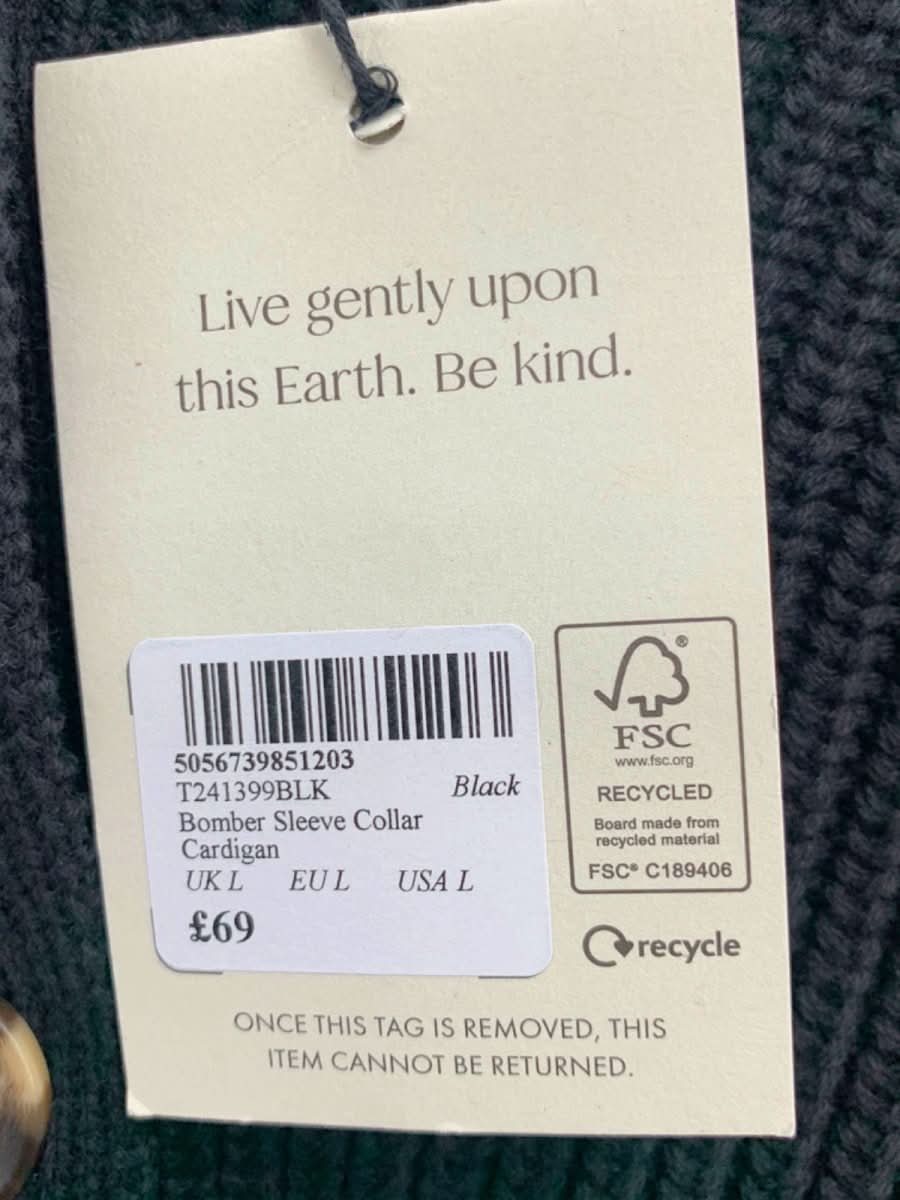 Live gently upon
this Earth. Be kind.
5056739851203
T241399BLK Black
Bomber Sleeve Collar
Cardigan
UK L EU L USA L
£69
®
FSC
www.fsc.org
RECYCLED
Board made from
recycled material
FSC® C189406
recycle
ONCE THIS TAG IS REMOVED, THIS
ITEM CANNOT BE RETURNED.